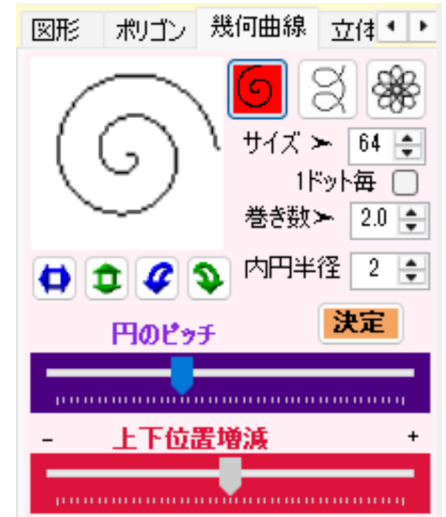 図形 ポリゴン 幾何曲線 立体
サイズ ➢ 64
1ドット毎
巻き数➢ 2.0
内円半径 2
円のピッチ 決定
- 上下位置増減 +